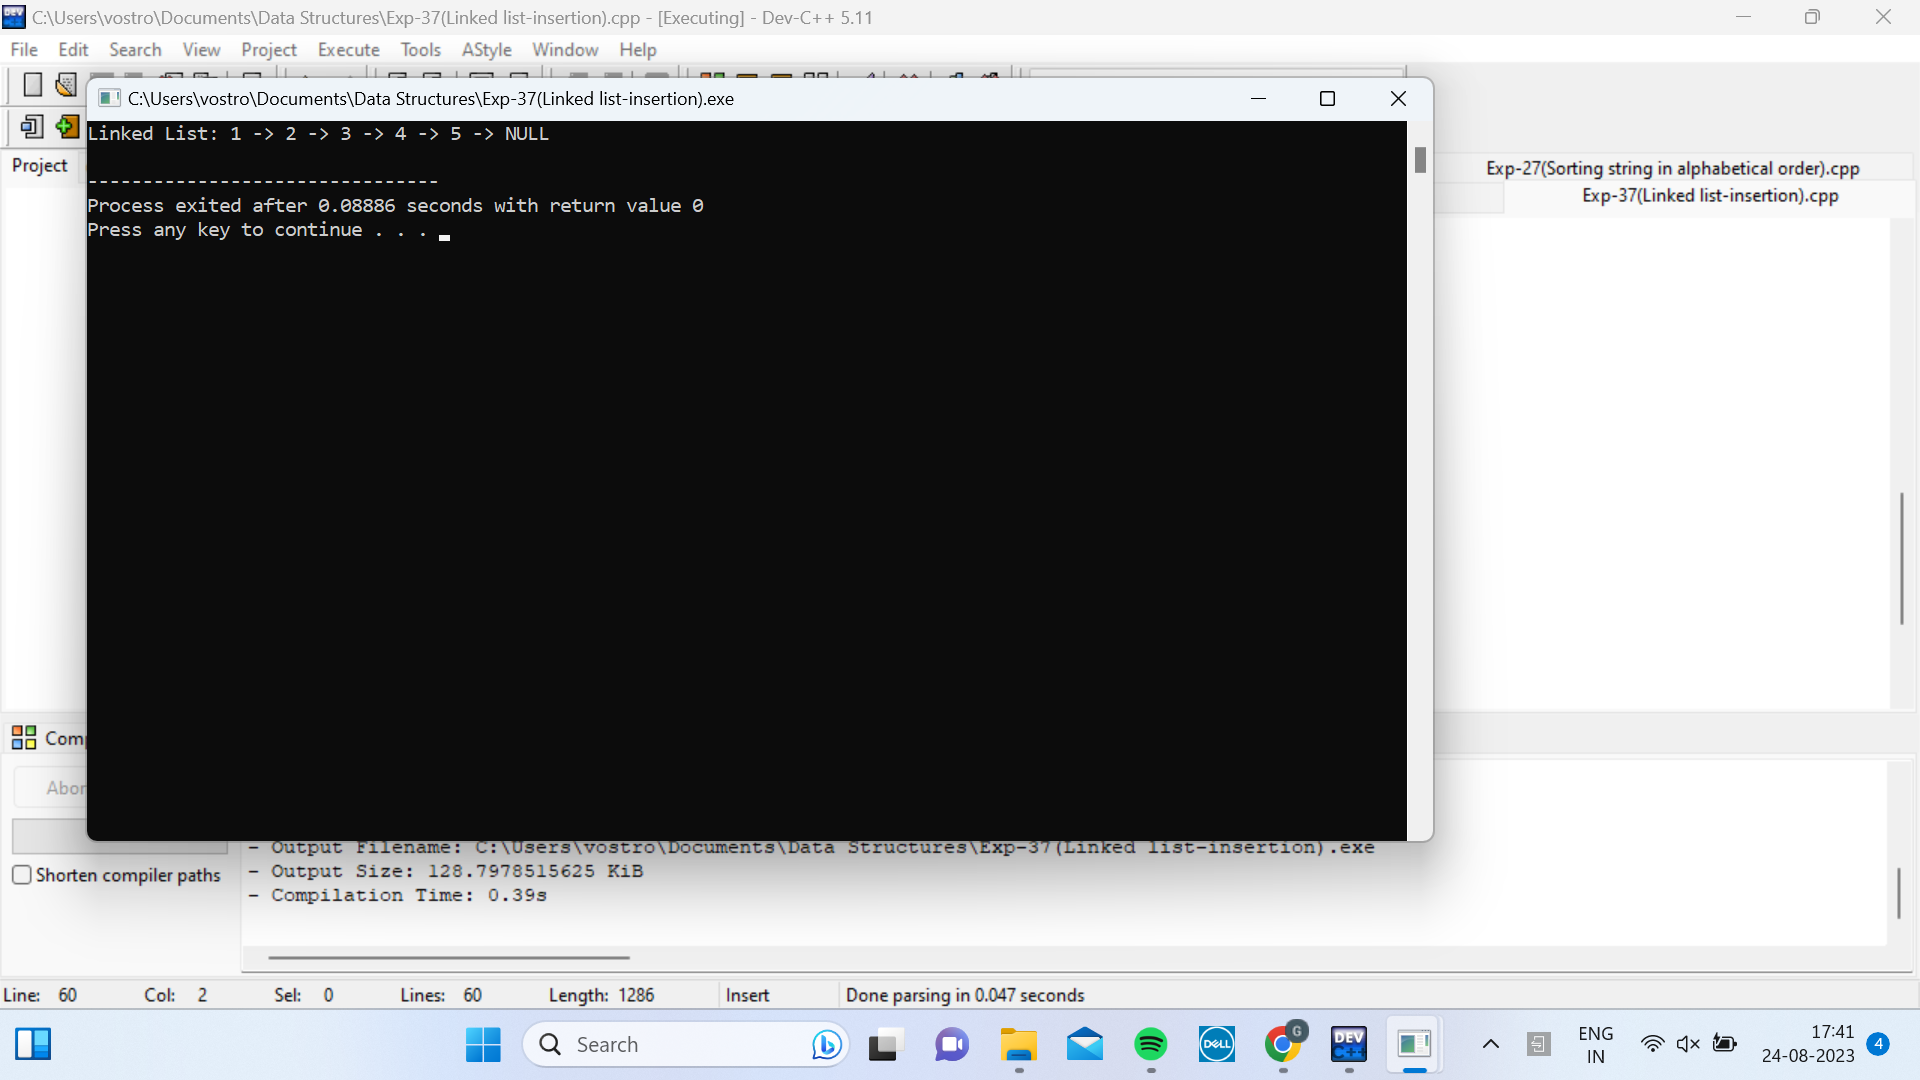 C:\Users\vostro\Documents\Data Structures\Exp-37(Linked list-insertion).cpp - [Executing] - Dev-C++ 5.11
File Edit Search View Project Execute Tools AStyle Window Help
C:\Users\vostro\Documents\Data Structures\Exp-37(Linked list-insertion).exe
Linked List: 1 -> 2 -> 3 -> 4 -> 5 -> NULL
--------------------------------
Process exited after 0.08886 seconds with return value 0
Press any key to continue . . .
Project
Exp-27(Sorting string in alphabetical order).cpp
Exp-37(Linked list-insertion).cpp
Comp
Abor
Shorten compiler paths
- Output Filename: C:\Users\vostro\Documents\Data Structures\Exp-37(Linked list-insertion).exe
- Output Size: 128.7978515625 KiB
- Compilation Time: 0.39s
Line: 60 Col: 2 Sel: 0 Lines: 60 Length: 1286 Insert Done parsing in 0.047 seconds
Search
DELL
G
DEV
C++
ENG
IN
17:41
24-08-2023
4